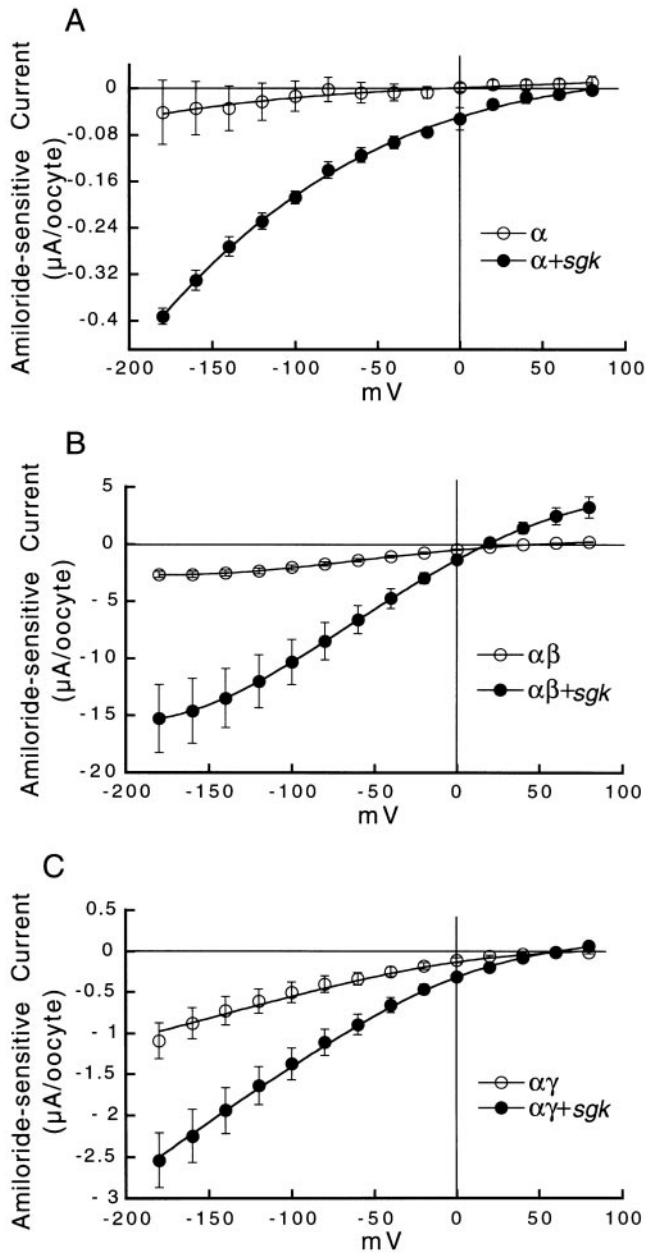 A
Amiloride-sensitive Current
(µA/oocyte)
0
-0.08
-0.16
-0.24
-0.32
-0.4
α
α+sgk
-200 -150 -100 -50 0 50 100
mV
B
Amiloride-sensitive Current
(µA/oocyte)
5
0
-5
-10
-15
-20
αβ
αβ+sgk
-200 -150 -100 -50 0 50 100
mV
C
Amiloride-sensitive Current
(µA/oocyte)
0.5
0
-0.5
-1
-1.5
-2
-2.5
-3
αγ
αγ+sgk
-200 -150 -100 -50 0 50 100
mV